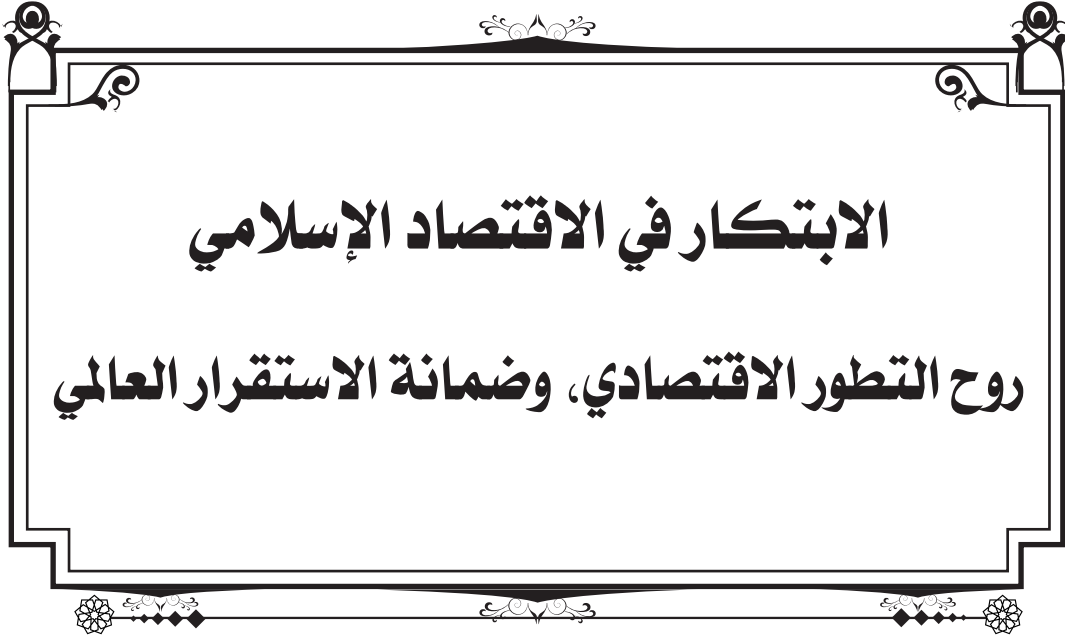 الابتكار في الاقتصاد الإسلامي
روح التطور الاقتصادي، وضمانة الاستقرار العالمي